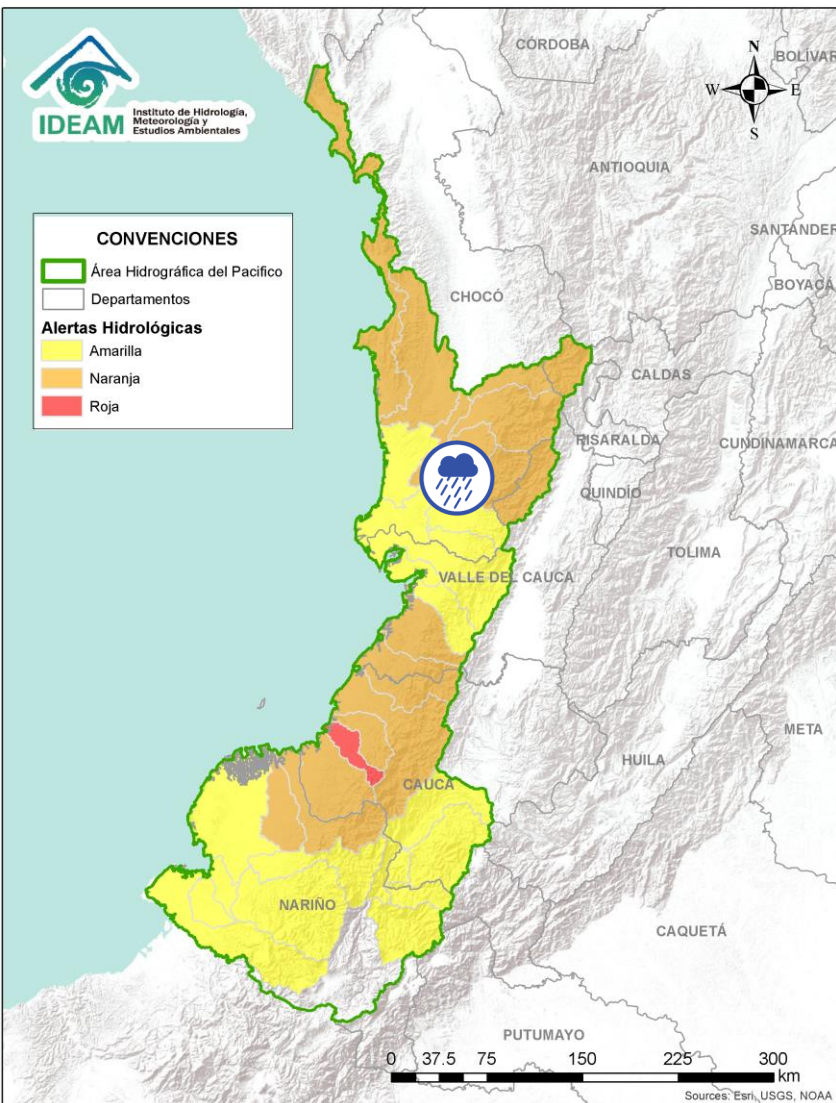 IDEAM
Instituto de Hidrología,
Meteorología y
Estudios Ambientales
N
W
E
S
CONVENCIONES
Área Hidrográfica del Pacifico
Departamentos
Alertas Hidrológicas
Amarilla
Naranja
Roja
CÓRDOBA
BOLÍVAR
ANTIOQUIA
SANTANDER
BOYACÁ
CHOCÓ
CALDAS
RISARALDA
CUNDINAMARCA
QUINDÍO
TOLIMA
VALLE DEL CAUCA
META
HUILA
CAUCA
NARIÑO
CAQUETÁ
PUTUMAYO
0 37.5 75 150 225 300
km
Sources: Esri, USGS, NOAA